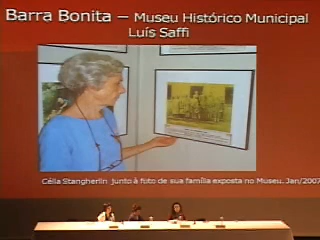 Barra Bonita – Museu Histórico Municipal
Luís Saffi
Célia Stangherlin junto à foto de sua família exposta no Museu. Jan/2007